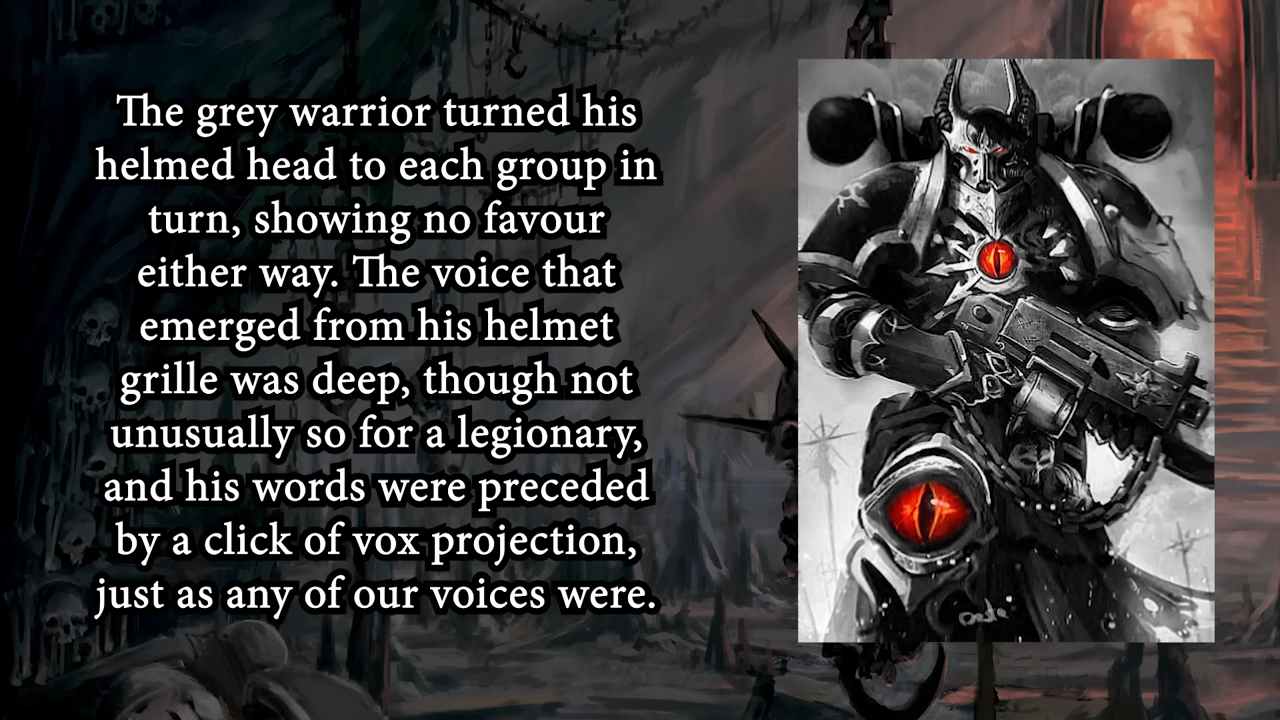 The grey warrior turned his
helmed head to each group in
turn, showing no favour
either way. The voice that
emerged from his helmet
grille was deep, though not
unusually so for a legionary,
and his words were preceded
by a click of vox projection,
just as any of our voices were.